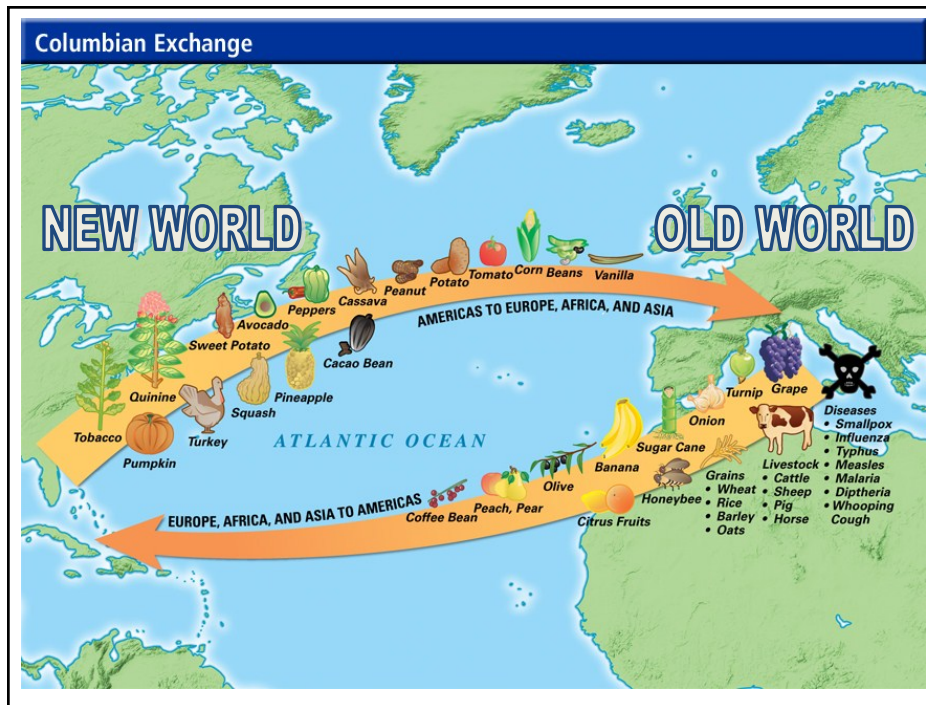 Columbian Exchange
NEW WORLD
OLD WORLD
Tobacco
Quinine
Sweet Potato
Avocado
Peppers
Cassava
Peanut
Potato
Tomato
Corn
Beans
Vanilla
AMERICAS TO EUROPE, AFRICA, AND ASIA
Pumpkin
Turkey
Squash
Pineapple
Cacao Bean
ATLANTIC OCEAN
EUROPE, AFRICA, AND ASIA TO AMERICAS
Coffee Bean
Peach, Pear
Olive
Citrus Fruits
Banana
Sugar Cane
Honeybee
Onion
Turnip
Grape
Grains
• Wheat
• Rice
• Barley
• Oats
Livestock
• Cattle
• Sheep
• Pig
• Horse
Diseases
• Smallpox
• Influenza
• Typhus
• Measles
• Malaria
• Diptheria
• Whooping
Cough